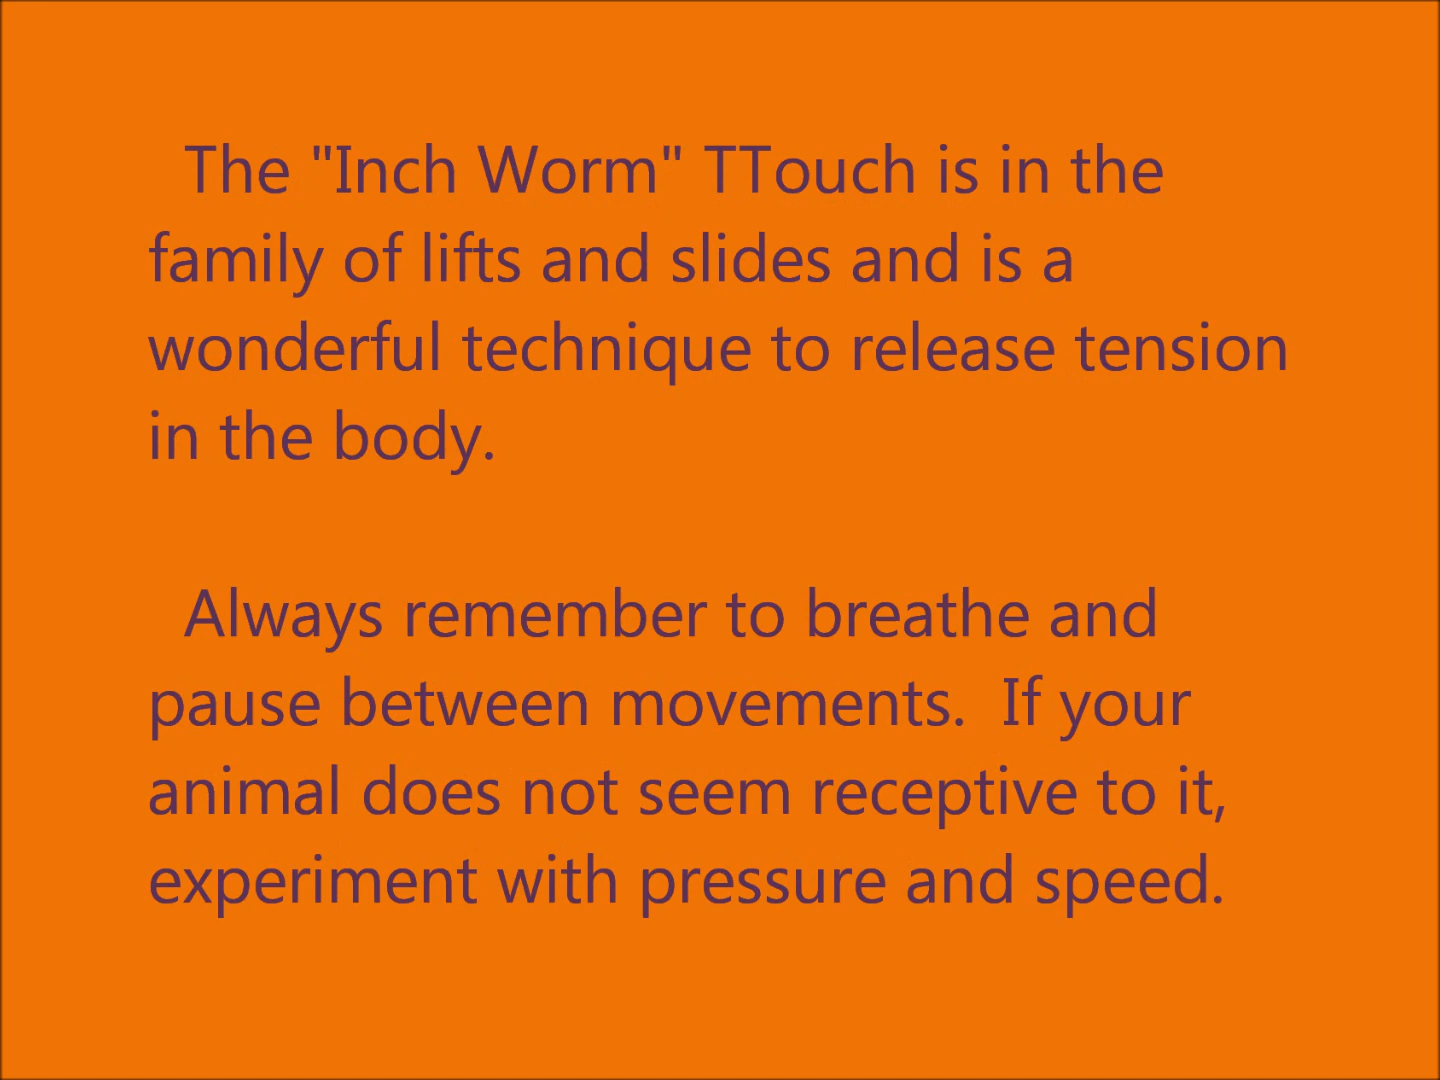 The "Inch Worm" TTouch is in the
family of lifts and slides and is a
wonderful technique to release tension
in the body.
Always remember to breathe and
pause between movements.  If your
animal does not seem receptive to it,
experiment with pressure and speed.